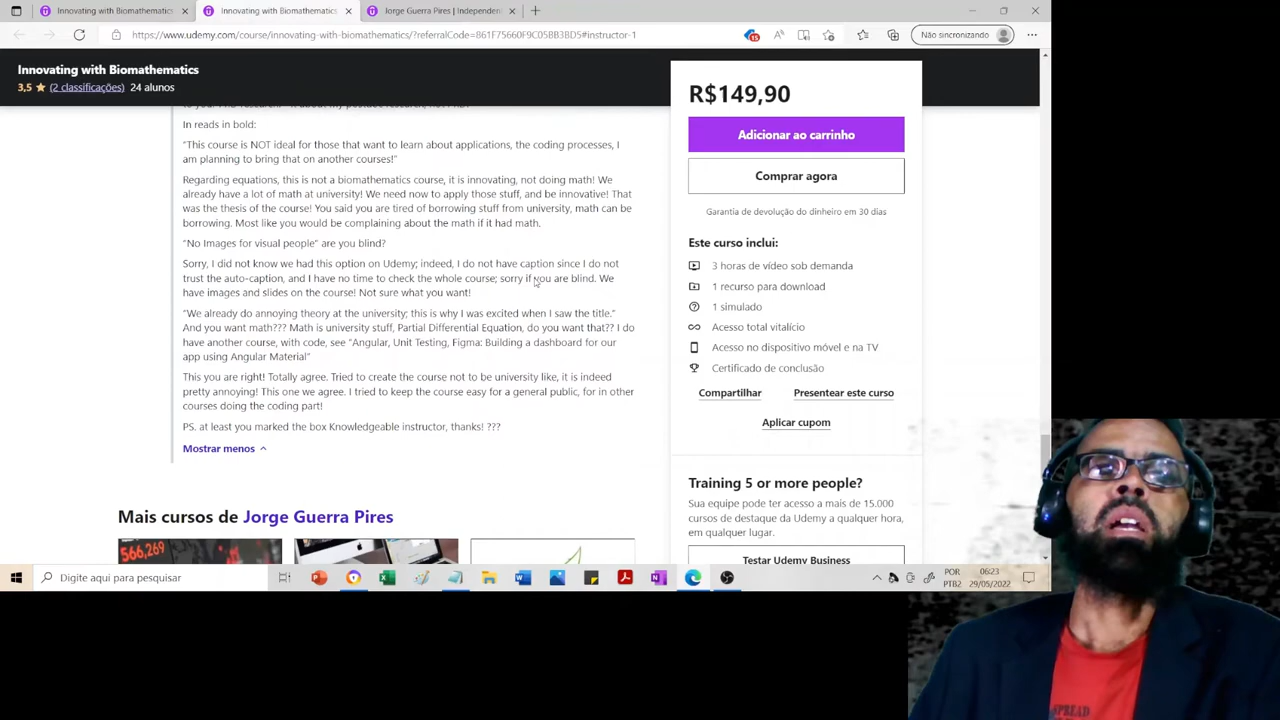 Innovating with Biomathematics
Innovating with Biomathematics
Jorge Guerra Pires | Independen
https://www.udemy.com/course/innovating-with-biomathematics/?referralCode=861F75660F9C05BB3BD5#instructor-1
15
Não sincronizando
Innovating with Biomathematics
3,5 (2 classificações) 24 alunos
In reads in bold:
"This course is NOT ideal for those that want to learn about applications, the coding processes, I
am planning to bring that on another courses!"
Regarding equations, this is not a biomathematics course, it is innovating, not doing math! We
already have a lot of math at university! We need now to apply those stuff, and be innovative! That
was the thesis of the course! You said you are tired of borrowing stuff from university, math can be
borrowing. Most like you would be complaining about the math if it had math.
"No Images for visual people" are you blind?
Sorry, I did not know we had this option on Udemy; indeed, I do not have caption since I do not
trust the auto-caption, and I have no time to check the whole course; sorry if you are blind. We
have images and slides on the course! Not sure what you want!
"We already do annoying theory at the university; this is why I was excited when I saw the title."
And you want math??? Math is university stuff, Partial Differential Equation, do you want that?? I do
have another course, with code, see "Angular, Unit Testing, Figma: Building a dashboard for our
app using Angular Material"
This you are right! Totally agree. Tried to create the course not to be university like, it is indeed
pretty annoying! This one we agree. I tried to keep the course easy for a general public, for in other
courses doing the coding part!
PS. at least you marked the box Knowledgeable instructor, thanks! ???
Mostrar menos
Mais cursos de Jorge Guerra Pires
566,269
R$149,90
Adicionar ao carrinho
Comprar agora
Garantia de devolução do dinheiro em 30 dias
Este curso inclui:
3 horas de vídeo sob demanda
1 recurso para download
1 simulado
Acesso total vitalício
Acesso no dispositivo móvel e na TV
Certificado de conclusão
Compartilhar Presentear este curso
Aplicar cupom
Training 5 or more people?
Sua equipe pode ter acesso a mais de 15.000
cursos de destaque da Udemy a qualquer hora,
em qualquer lugar.
Testar Udemy Business
Digite aqui para pesquisar
POR
PTB2
06:23
29/05/2022
SPREAD